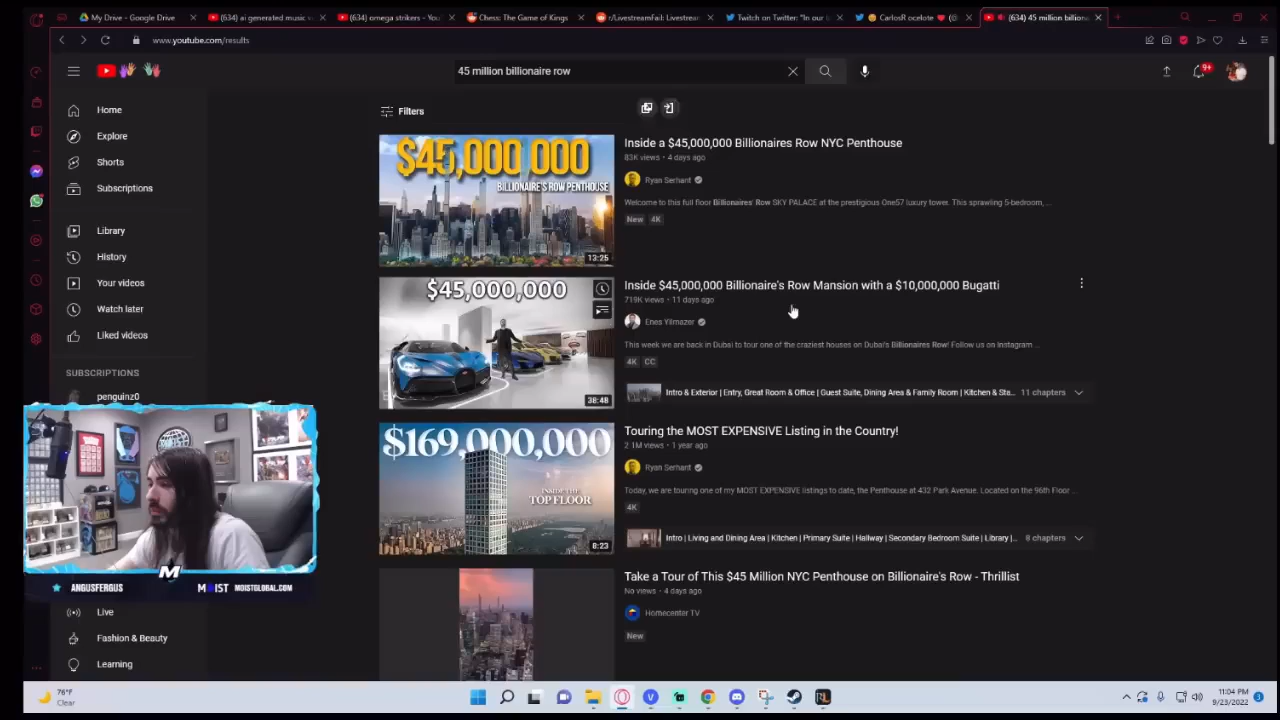 My Drive - Google Drive
(634) ai generated music v
(634) omega strikers - YouT
Chess: The Game of Kings
r/LivestreamFail: Livestream
Twitch on Twitter: "In our l
CarlosR ocelote
(634) 45 million billiona
www.youtube.com/results
45 million billionaire row
9+
Home
Explore
Shorts
Subscriptions
Library
History
Your videos
Watch later
Liked videos
SUBSCRIPTIONS
penguinz0
Live
Fashion & Beauty
Learning
Filters
$45,000,000
BILLIONAIRE'S ROW PENTHOUSE
13:25
Inside a $45,000,000 Billionaires Row NYC Penthouse
83K views • 4 days ago
Ryan Serhant
Welcome to this full floor Billionaires' Row SKY PALACE at the prestigious One57 luxury tower. This sprawling 5-bedroom, ...
New 4K
$45,000,000
38:48
Inside $45,000,000 Billionaire's Row Mansion with a $10,000,000 Bugatti
719K views • 11 days ago
Enes Yilmazer
This week we are back in Dubai to tour one of the craziest houses on Dubai's Billionaires Row! Follow us on Instagram ...
4K CC
Intro & Exterior | Entry, Great Room & Office | Guest Suite, Dining Area & Family Room | Kitchen & Sta... 11 chapters
$169,000,000
INSIDE THE
TOP FLOOR
8:23
Touring the MOST EXPENSIVE Listing in the Country!
2.1M views • 1 year ago
Ryan Serhant
Today, we are touring one of my MOST EXPENSIVE listings to date, the Penthouse at 432 Park Avenue. Located on the 96th Floor ...
4K
Intro | Living and Dining Area | Kitchen | Primary Suite | Hallway | Secondary Bedroom Suite | Library |... 8 chapters
Take a Tour of This $45 Million NYC Penthouse on Billionaire's Row - Thrillist
No views • 4 days ago
Homecenter TV
New
M
ANGUSFERGUS
MOIST MOISTGLOBAL.COM
76°F
Clear
11:04 PM
9/23/2022